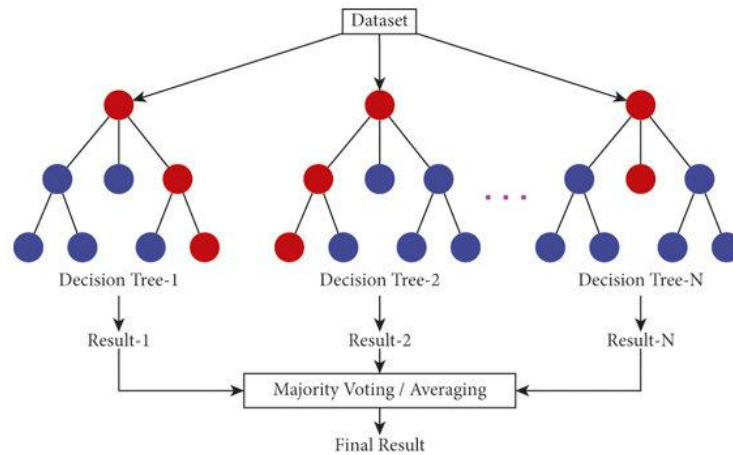 Dataset
Decision Tree-1
Decision Tree-2
Decision Tree-N
Result-1
Result-2
Result-N
Majority Voting / Averaging
Final Result